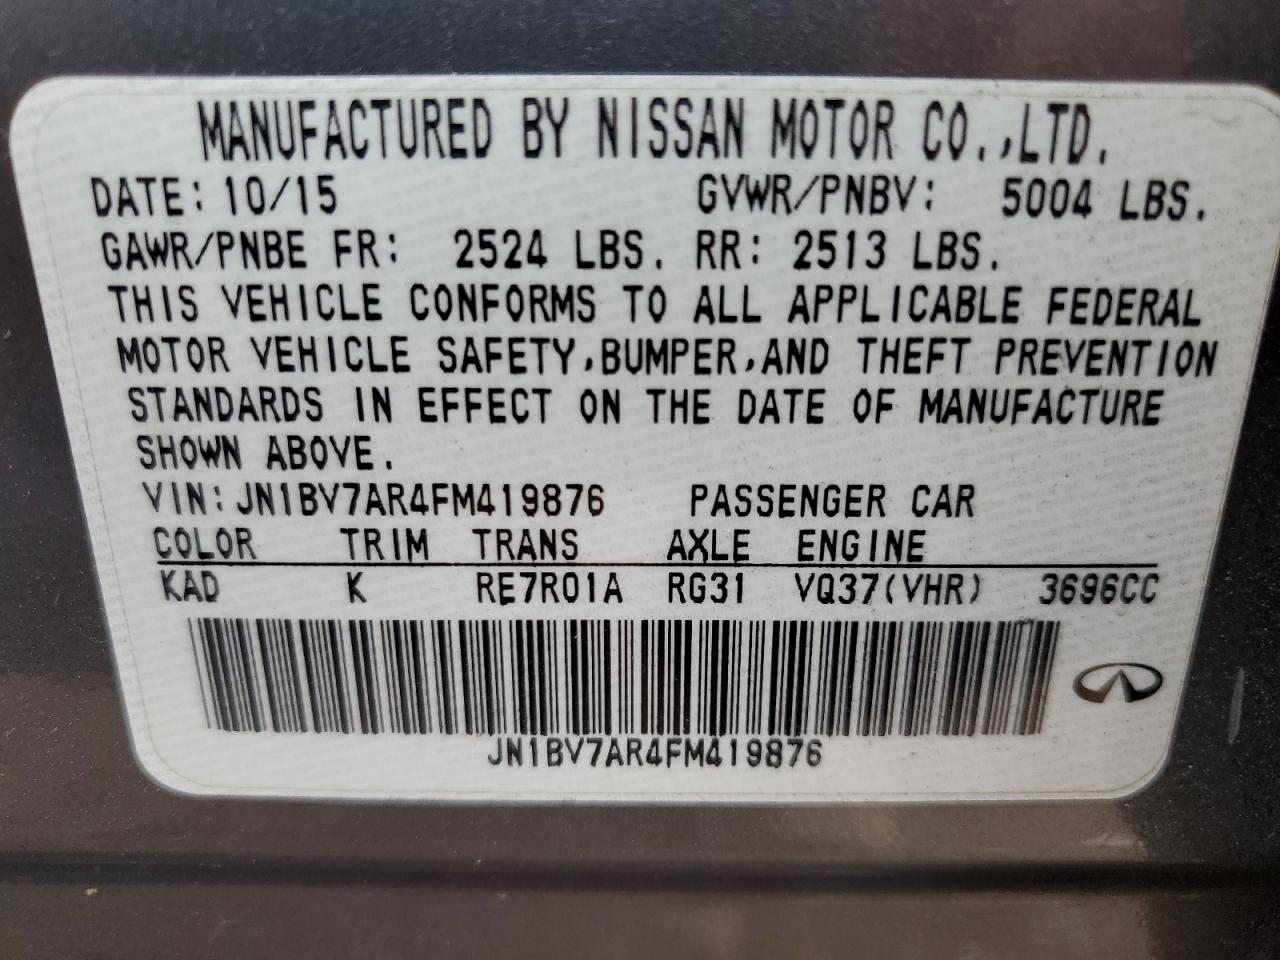 MANUFACTURED BY NISSAN MOTOR CO.,LTD.
DATE: 10/15 GVWR/PNBV: 5004 LBS.
GAWR/PNBE FR: 2524 LBS. RR: 2513 LBS.
THIS VEHICLE CONFORMS TO ALL APPLICABLE FEDERAL
MOTOR VEHICLE SAFETY,BUMPER,AND THEFT PREVENTION
STANDARDS IN EFFECT ON THE DATE OF MANUFACTURE
SHOWN ABOVE.
VIN:JN1BV7AR4FM419876 PASSENGER CAR
COLOR TRIM TRANS AXLE ENGINE
KAD K RE7R01A RG31 VQ37(VHR) 3696CC
JN1BV7AR4FM419876